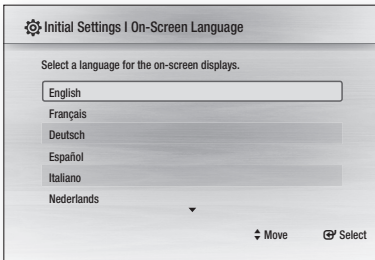 Initial Settings I On-Screen Language
Select a language for the on-screen displays.
English
Français
Deutsch
Español
Italiano
Nederlands
Move Select